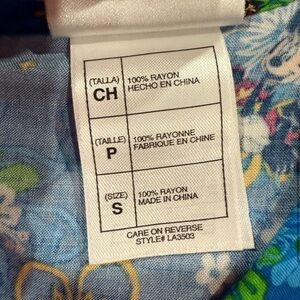 (TALLA) 100% RAYON
CH HECHO EN CHINA
(TAILLE) 100% RAYONNE
P FABRIQUE EN CHINE
(SIZE) 100% RAYON
S MADE IN CHINA
CARE ON REVERSE
STYLE# LA3503